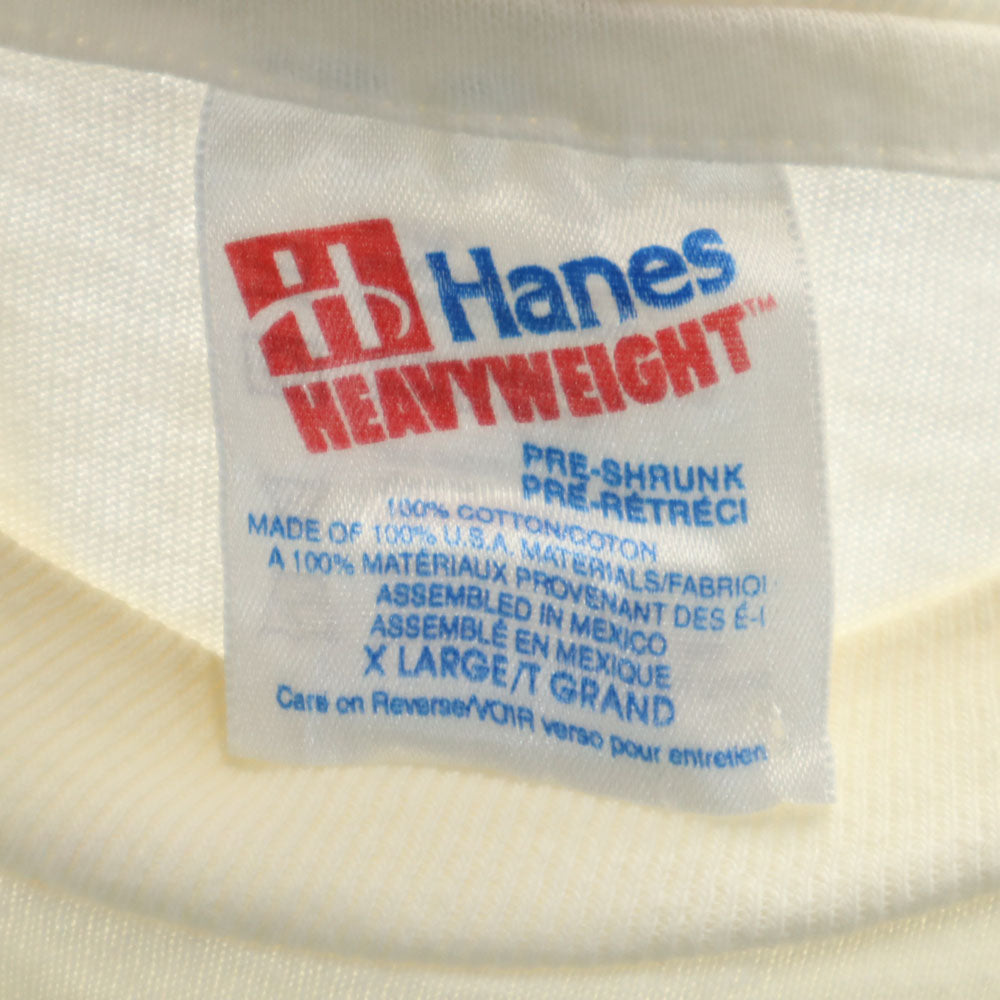 Hanes
HEAVYWEIGHT™
PRE-SHRUNK
PRÉ-RÉTRÉCI
100% COTTON/COTON
MADE OF 100% U.S.A. MATERIALS/FABRIQ
A 100% MATÉRIAUX PROVENANT DES É-
ASSEMBLED IN MEXICO
ASSEMBLÉ EN MEXIQUE
X LARGE/T GRAND
Care on Reverse/VOIR verso pour entretien